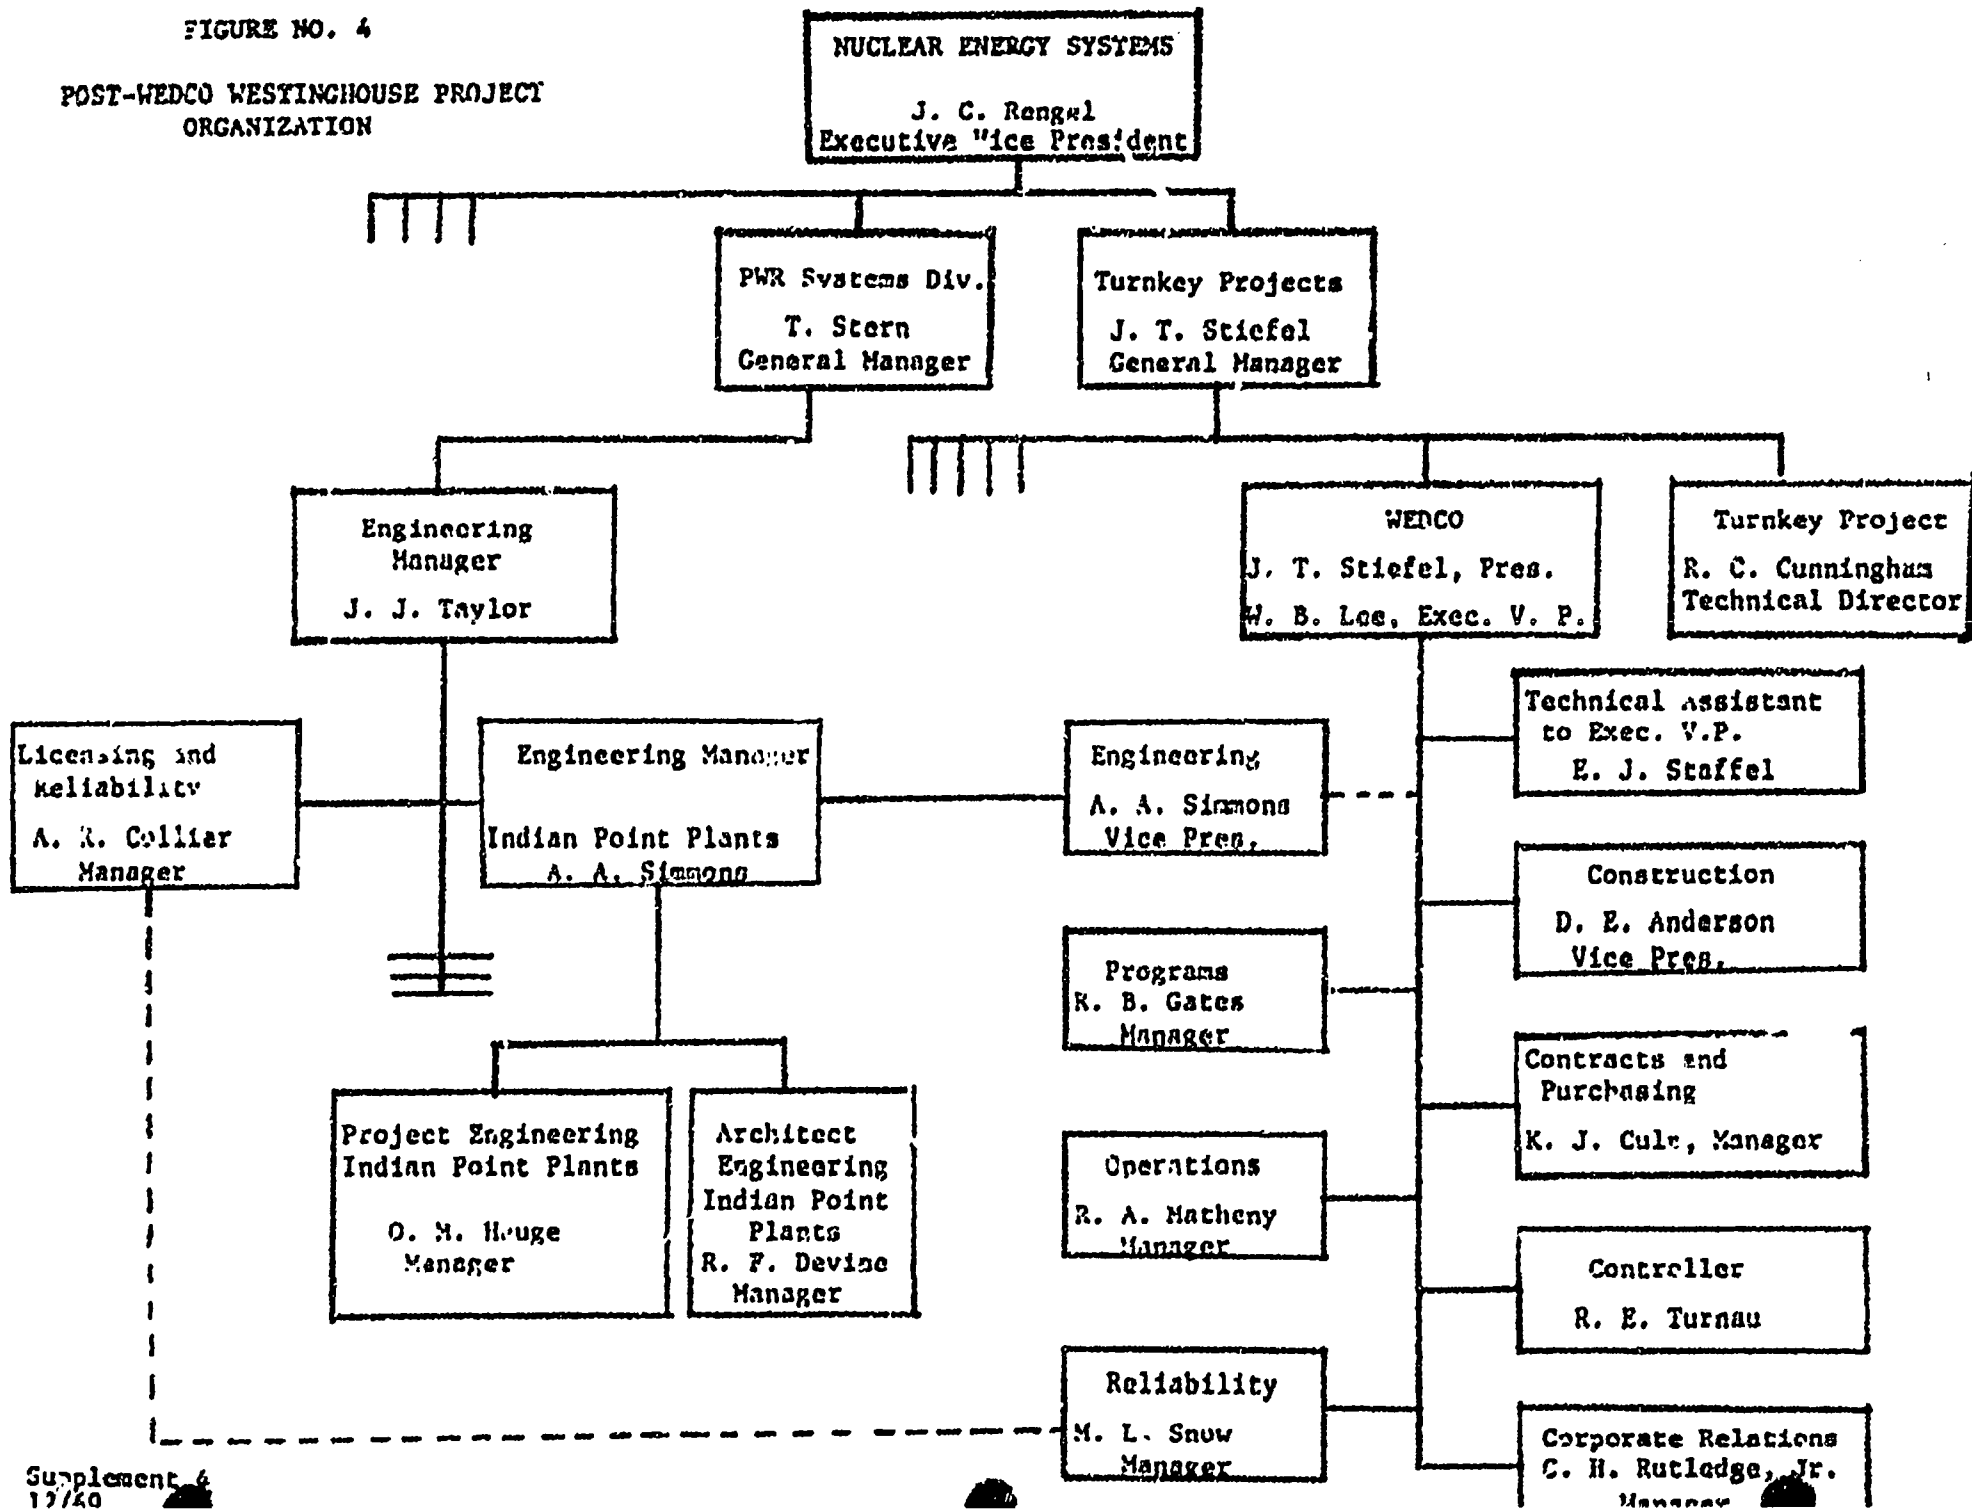 FIGURE NO. 4
POST-WEDCO WESTINGHOUSE PROJECT
ORGANIZATION
NUCLEAR ENERGY SYSTEMS
J. C. Rengel
Executive Vice President
PWR Systems Div.
T. Stern
General Manager
Turnkey Projects
J. T. Stiefel
General Manager
Engineering
Manager
J. J. Taylor
WEDCO
J. T. Stiefel, Pres.
W. B. Lee, Exec. V. P.
Turnkey Project
R. C. Cunningham
Technical Director
Licensing and
Reliability
A. R. Collier
Manager
Engineering Manager
Indian Point Plants
A. A. Simmons
Engineering
A. A. Simmons
Vice Pres.
Technical Assistant
to Exec. V.P.
E. J. Staffel
Construction
D. E. Anderson
Vice Pres.
Programs
B. Gates
Manager
Contracts and
Purchasing
K. J. Manager
Project Engineering
Indian Point Plants
O. Hauge
Manager
Architect
Engineering
Indian Point
Plants
R. F. Devine
Manager
Operations
R. A. Matheny
Manager
Controller
R. E. Turnau
Reliability
M. L. Snow
Manager
Corporate Relations
C. H. Rutledge, Jr.
Manager
Supplement 4